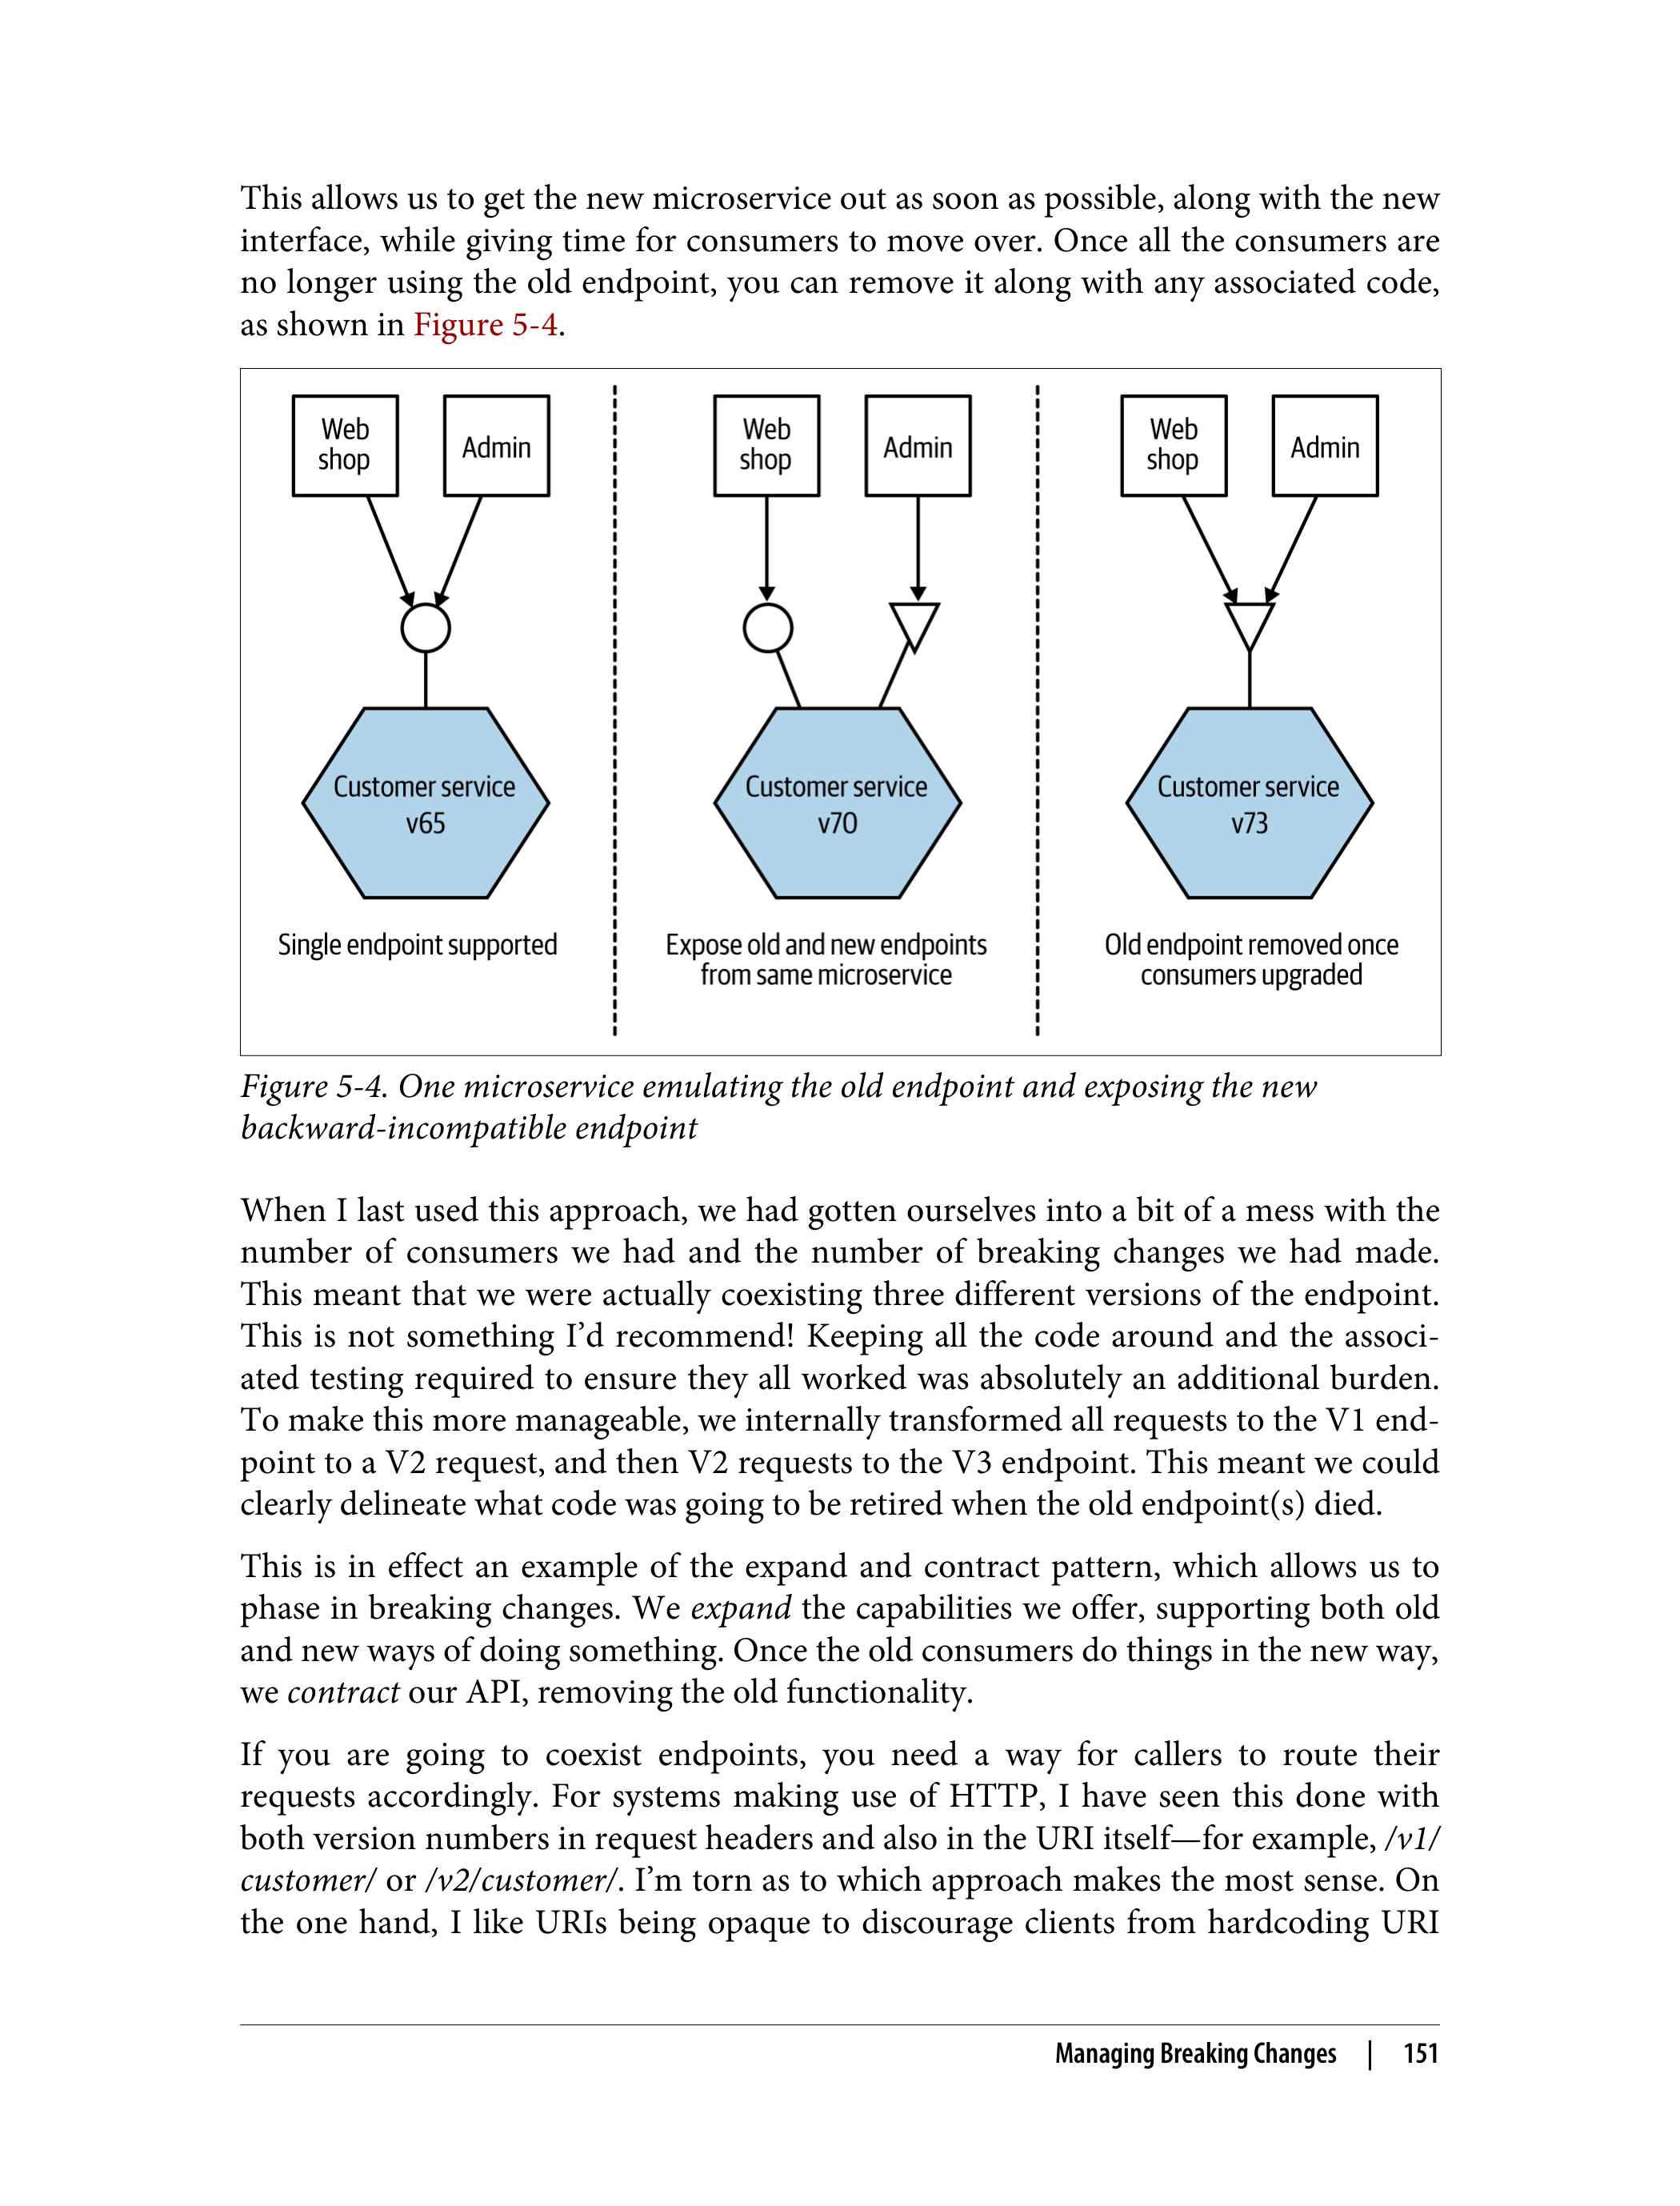 This allows us to get the new microservice out as soon as possible, along with the new
interface, while giving time for consumers to move over. Once all the consumers are
no longer using the old endpoint, you can remove it along with any associated code,
as shown in Figure 5-4.
Web
shop
Admin
Web
shop
Admin
Web
shop
Admin
Customer service
v65
Customer service
v70
Customer service
v73
Single endpoint supported
Expose old and new endpoints
from same microservice
Old endpoint removed once
consumers upgraded
Figure 5-4. One microservice emulating the old endpoint and exposing the new
backward-incompatible endpoint
When I last used this approach, we had gotten ourselves into a bit of a mess with the
number of consumers we had and the number of breaking changes we had made.
This meant that we were actually coexisting three different versions of the endpoint.
This is not something I’d recommend! Keeping all the code around and the associ-
ated testing required to ensure they all worked was absolutely an additional burden.
To make this more manageable, we internally transformed all requests to the V1 end-
point to a V2 request, and then V2 requests to the V3 endpoint. This meant we could
clearly delineate what code was going to be retired when the old endpoint(s) died.
This is in effect an example of the expand and contract pattern, which allows us to
phase in breaking changes. We expand the capabilities we offer, supporting both old
and new ways of doing something. Once the old consumers do things in the new way,
we contract our API, removing the old functionality.
If you are going to coexist endpoints, you need a way for callers to route their
requests accordingly. For systems making use of HTTP, I have seen this done with
both version numbers in request headers and also in the URI itself—for example, /v1/
customer/ or /v2/customer/. I’m torn as to which approach makes the most sense. On
the one hand, I like URIs being opaque to discourage clients from hardcoding URI
Managing Breaking Changes | 151